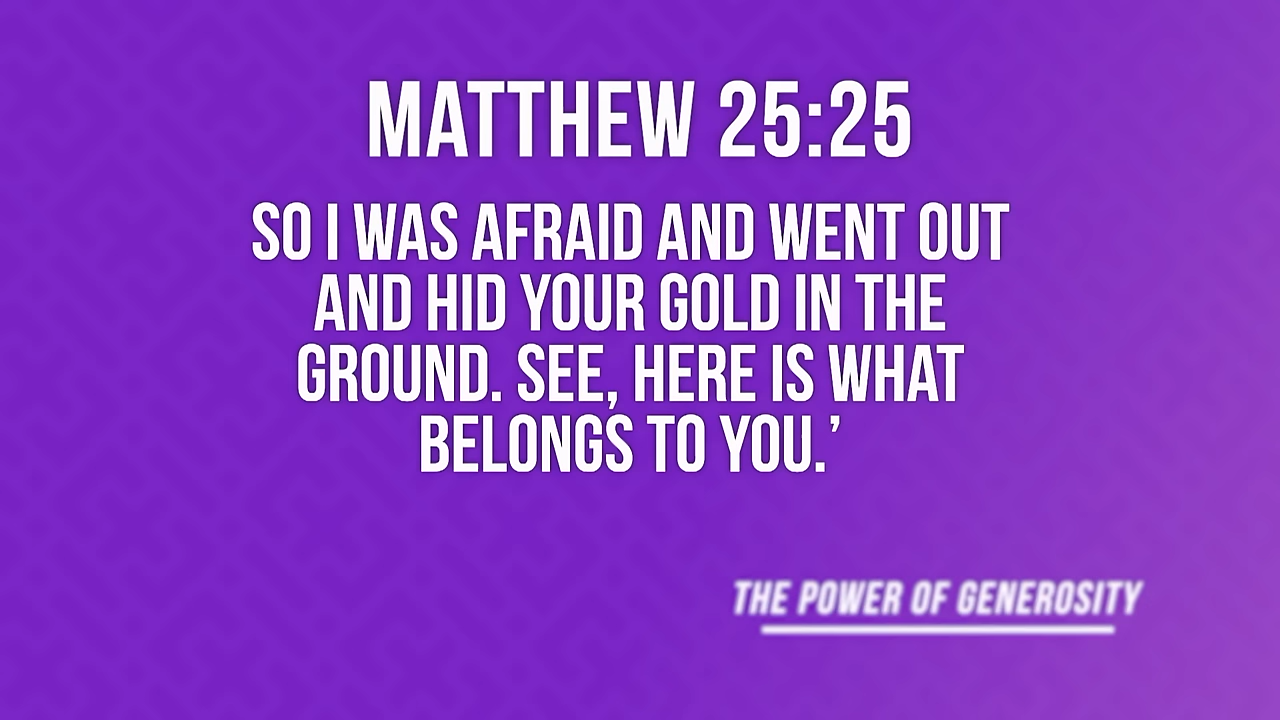 MATTHEW 25:25
SO I WAS AFRAID AND WENT OUT
AND HID YOUR GOLD IN THE
GROUND. SEE, HERE IS WHAT
BELONGS TO YOU.’
THE POWER OF GENEROSITY